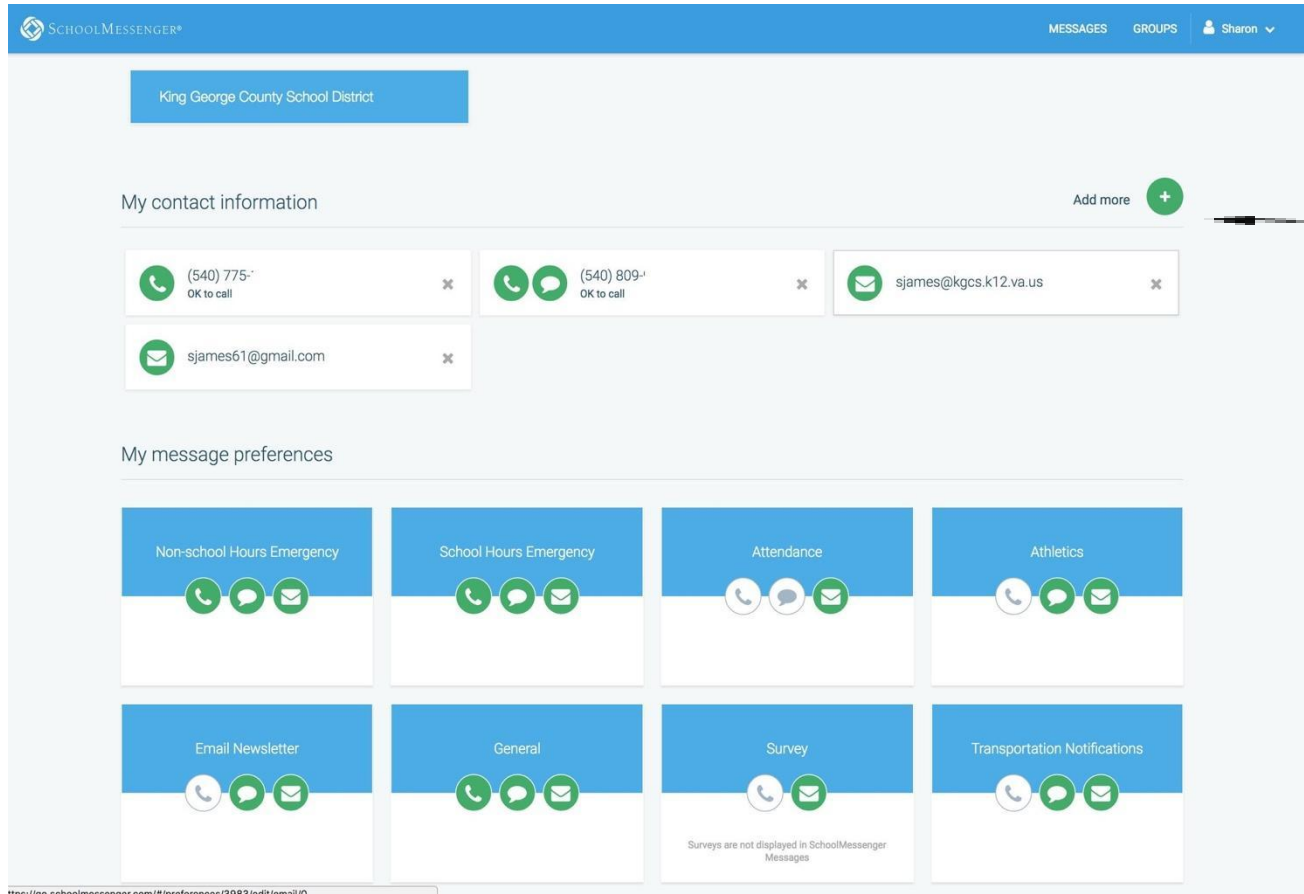 SCHOOLMESSENGER®
MESSAGES GROUPS Sharon
King George County School District
My contact information
Add more
(540) 775-
OK to call
(540) 809-
OK to call
sjames@kgcs.k12.va.us
sjames61@gmail.com
My message preferences
Non-school Hours Emergency
School Hours Emergency
Attendance
Athletics
Email Newsletter
General
Survey
Transportation Notifications
Surveys are not displayed in SchoolMessenger
Messages